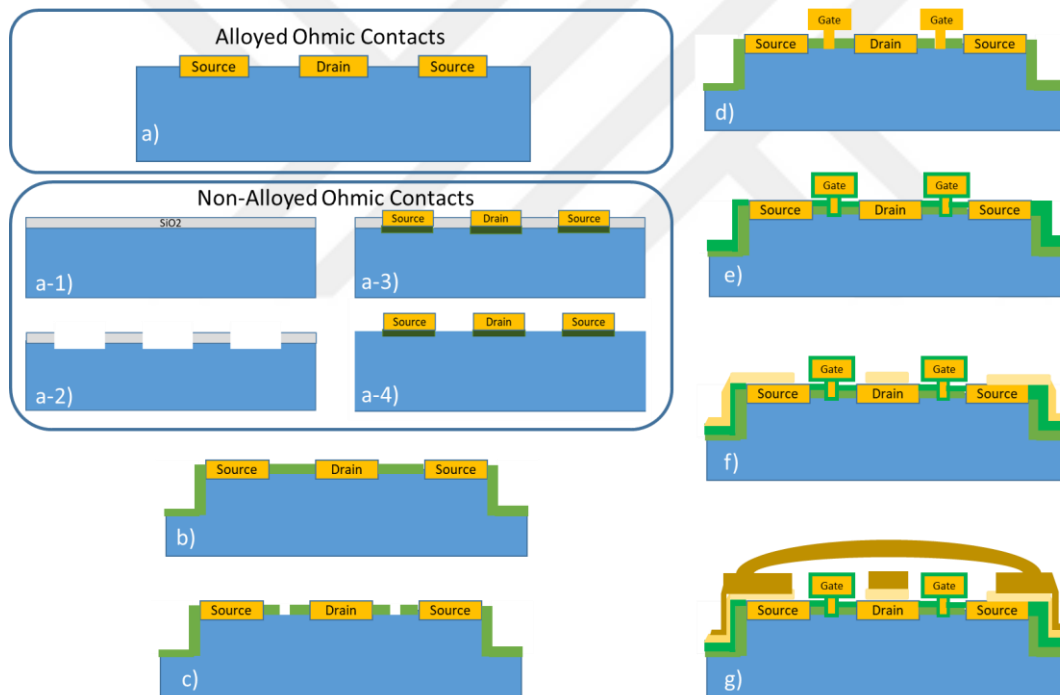 Alloyed Ohmic Contacts
Source Drain Source
a)
Non-Alloyed Ohmic Contacts
SiO2
a-1)
a-2)
Source Drain Source
a-3)
Source Drain Source
a-4)
Source Drain Source
b)
Source Drain Source
c)
Gate Gate
Source Drain Source
d)
Gate Gate
Source Drain Source
e)
Gate Gate
Source Drain Source
f)
Gate Gate
Source Drain Source
g)